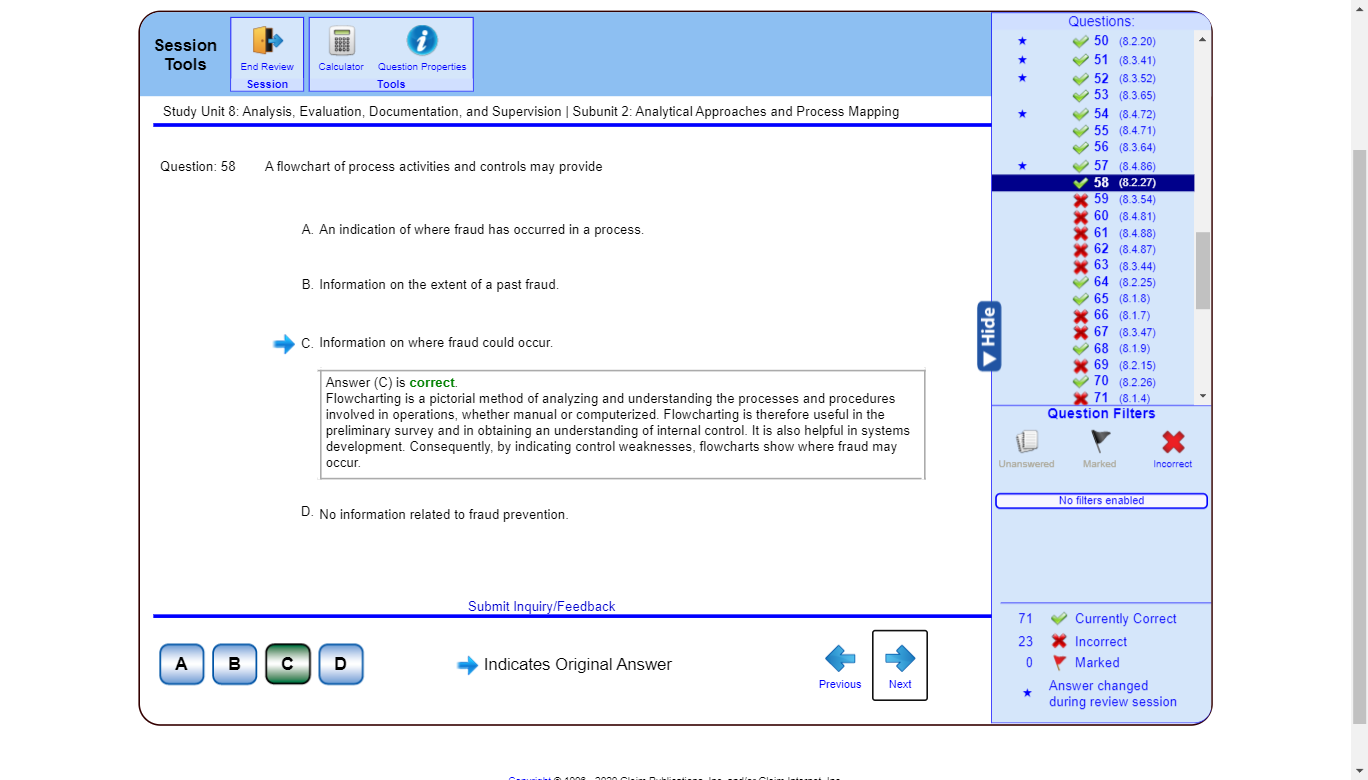 Session
Tools
End Review
Session
Calculator
Question Properties
Tools
Study Unit 8: Analysis, Evaluation, Documentation, and Supervision | Subunit 2: Analytical Approaches and Process Mapping
Question: 58
A flowchart of process activities and controls may provide
A. An indication of where fraud has occurred in a process.
B. Information on the extent of a past fraud.
C. Information on where fraud could occur.
Answer (C) is correct.
Flowcharting is a pictorial method of analyzing and understanding the processes and procedures
involved in operations, whether manual or computerized. Flowcharting is therefore useful in the
preliminary survey and in obtaining an understanding of internal control. It is also helpful in systems
development. Consequently, by indicating control weaknesses, flowcharts show where fraud may
occur.
D. No information related to fraud prevention.
Submit Inquiry/Feedback
A B C D
Indicates Original Answer
Previous
Next
Hide
Questions:
50 (8.2.20)
51 (8.3.41)
52 (8.3.52)
53 (8.3.65)
54 (8.4.72)
55 (8.4.71)
56 (8.3.64)
57 (8.4.86)
58 (8.2.27)
59 (8.3.54)
60 (8.4.81)
61 (8.4.88)
62 (8.4.87)
63 (8.3.44)
64 (8.2.25)
65 (8.1.8)
66 (8.1.7)
67 (8.3.47)
68 (8.1.9)
69 (8.2.15)
70 (8.2.26)
71 (8.1.4)
Question Filters
Unanswered
Marked
Incorrect
No filters enabled
71 Currently Correct
23 Incorrect
0 Marked
Answer changed
during review session